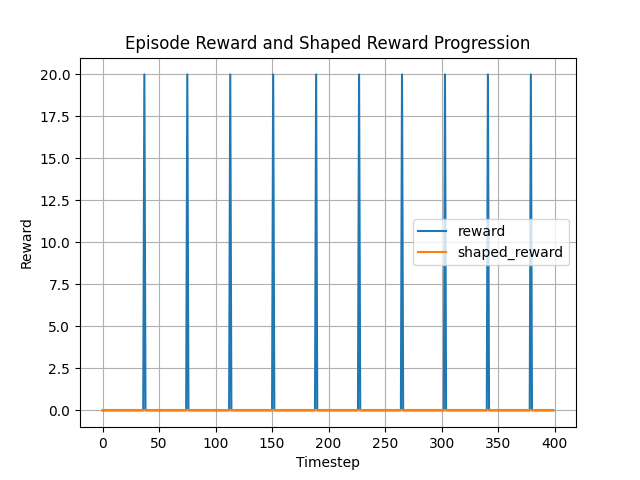 Episode Reward and Shaped Reward Progression
20.0
17.5
15.0
12.5
10.0
7.5
5.0
2.5
0.0
Reward
reward
shaped_reward
0 50 100 150 200 250 300 350 400
Timestep